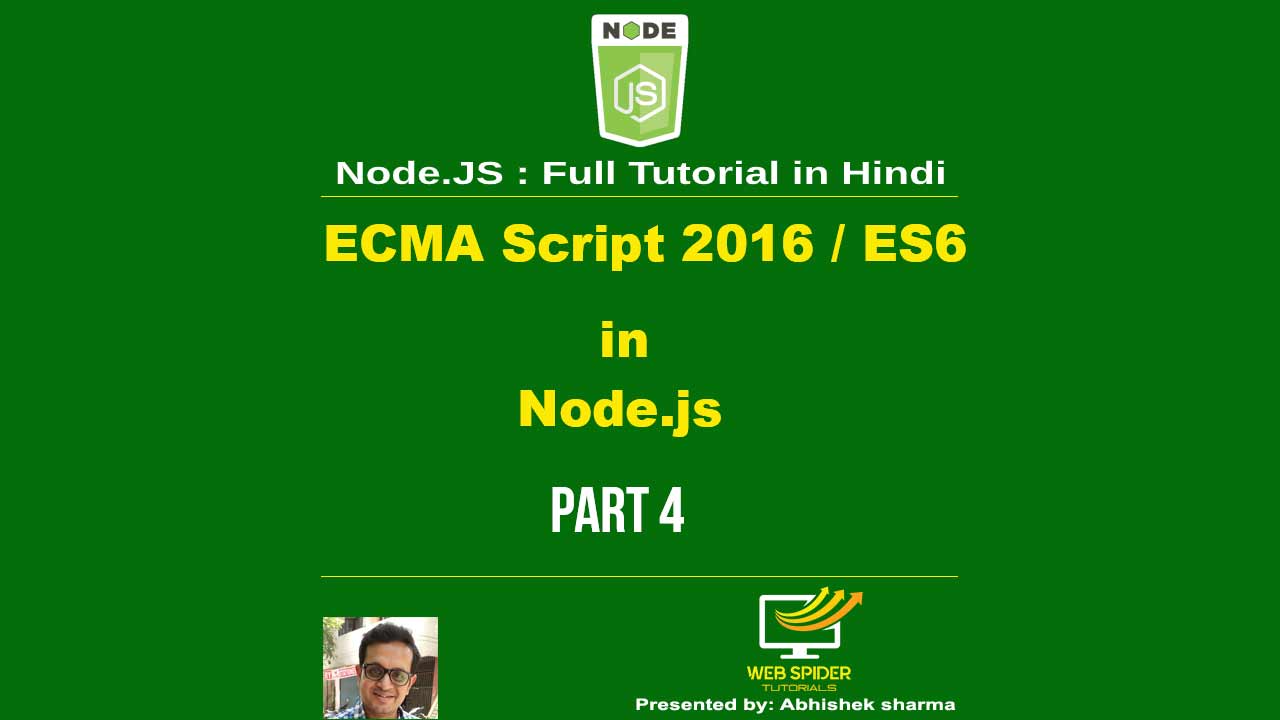 NODE
JS
Node.JS : Full Tutorial in Hindi
ECMA Script 2016 / ES6
in
Node.js
PART 4
WEB SPIDER
TUTORIALS
Presented by: Abhishek sharma